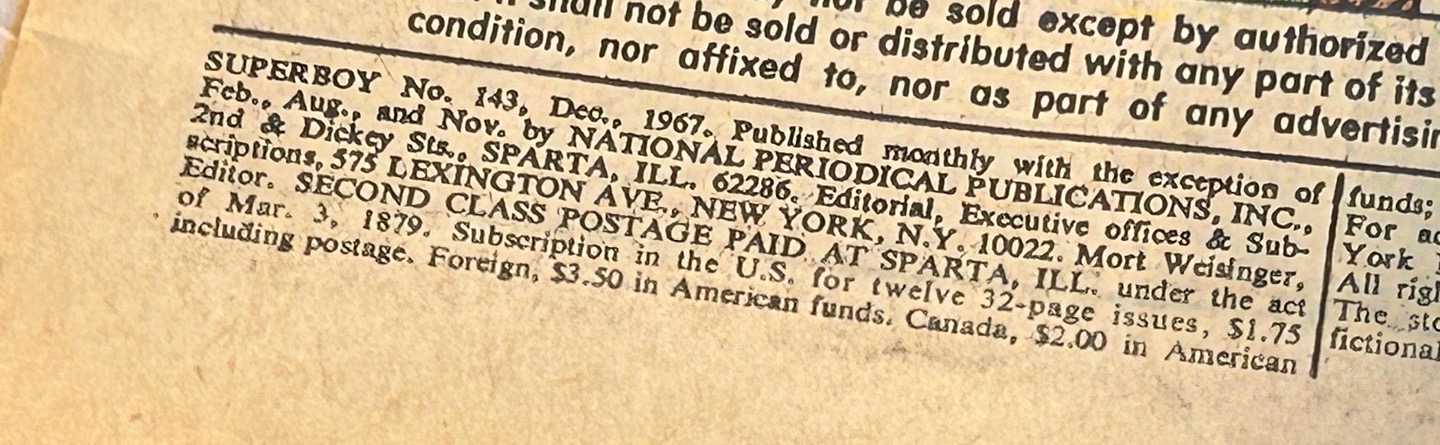 be sold except by authorized
shall not be sold or distributed with any part of its
condition, nor affixed to, nor as part of any
SUPERBOY No. 143, Dec., 1967. Published monthly with the exception of
Feb., Aug., and Nov. by NATIONAL PERIODICAL PUBLICATIONS, INC.,
2nd & Dickey Sts., SPARTA, ILL. 62286. Editorial, Executive offices & Sub-
scriptions, 575 LEXINGTON AVE., NEW YORK, N.Y. 10022. Mort Weisinger,
Editor. SECOND CLASS POSTAGE PAID AT SPARTA, ILL. under the act
of Mar. 3, 1879. Subscription in the U.S. for twelve 32-page issues, $1.75
including postage. Foreign, $3.50 in American funds. Canada, $2.00 in American
funds;
For
York
All
The
fictional